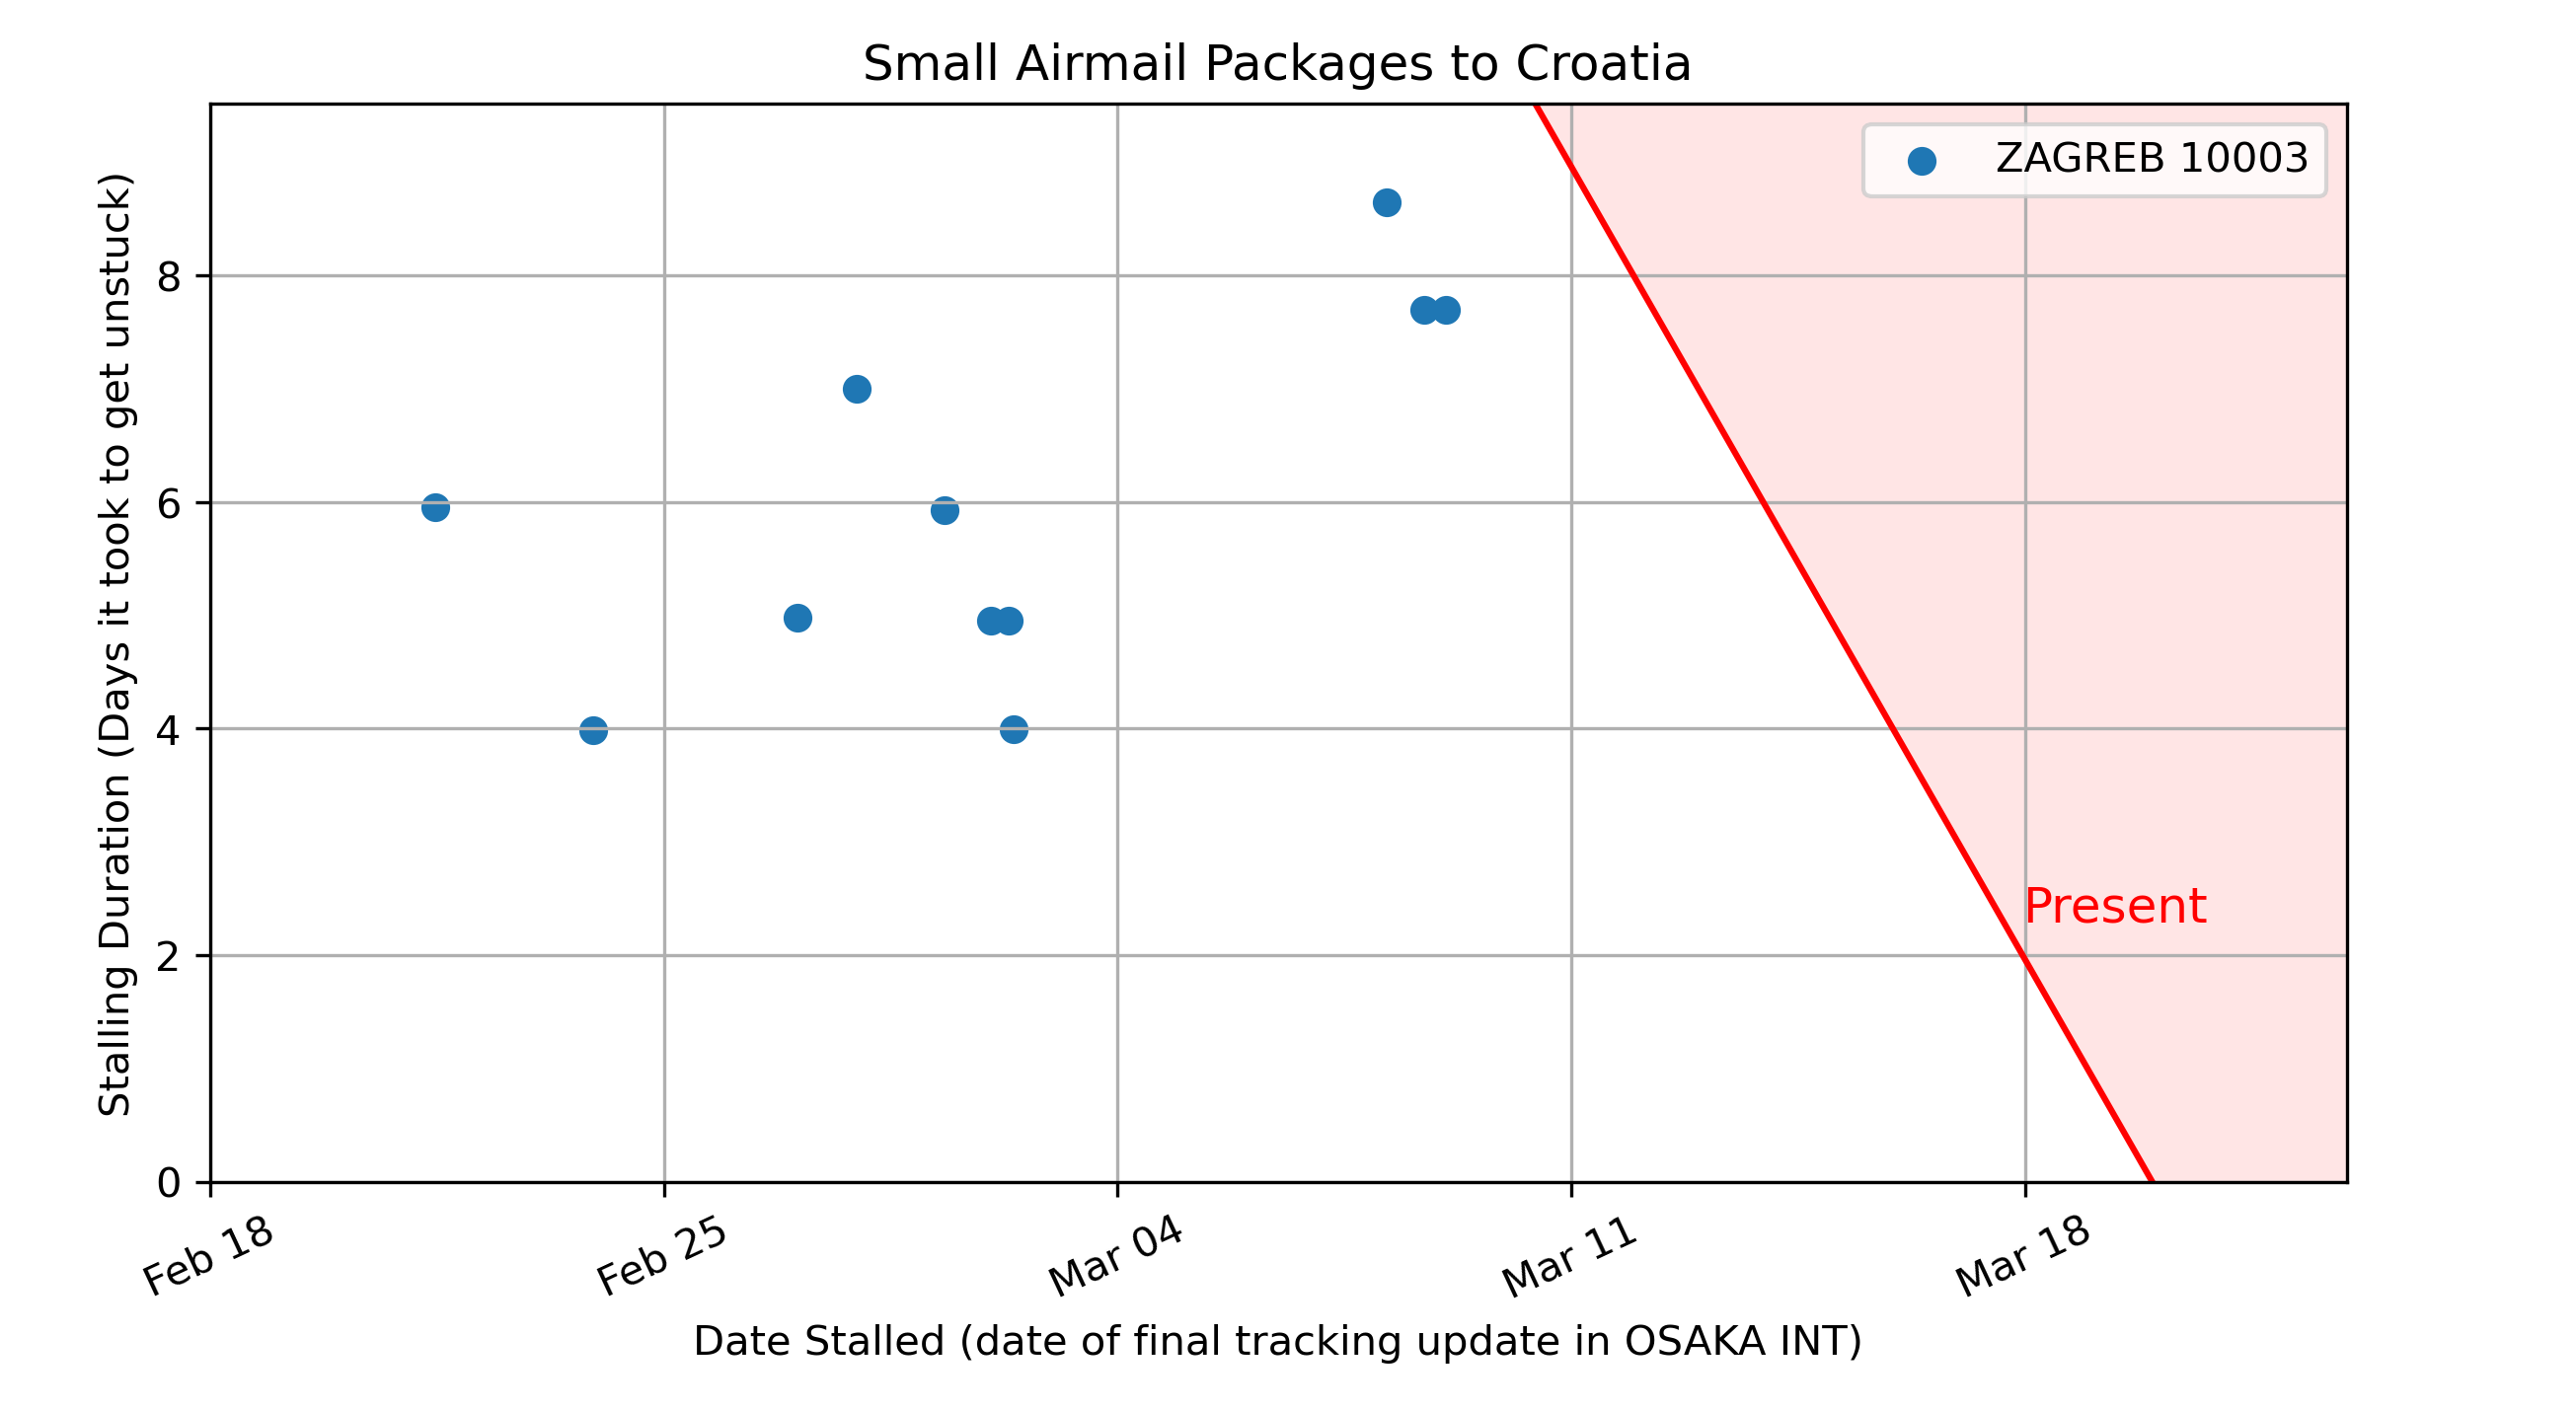 Small Airmail Packages to Croatia
ZAGREB 10003
Stalling Duration (Days it took to get unstuck)
8
6
4
2
0
Present
Feb 18
Feb 25
Mar 04
Mar 11
Mar 18
Date Stalled (date of final tracking update in OSAKA INT)